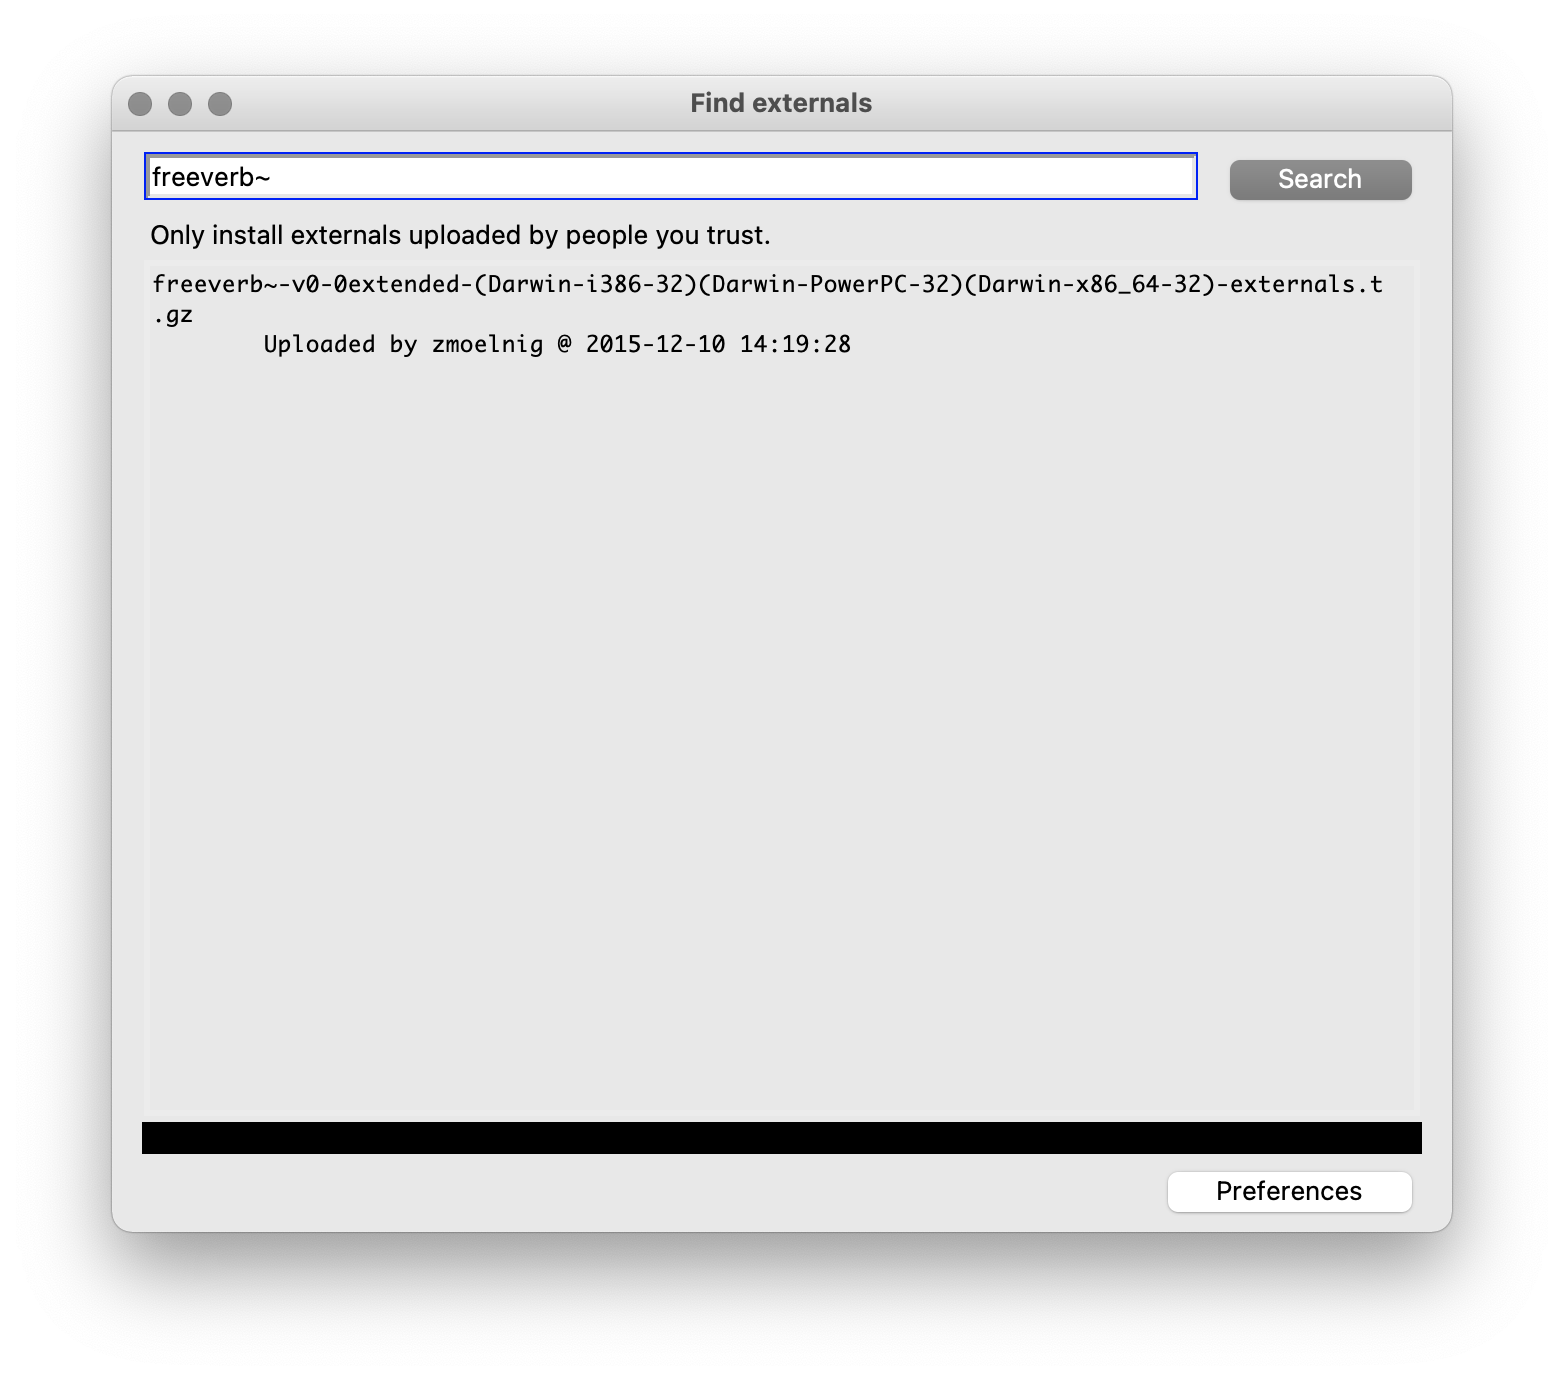 Find externals
freeverb~
Search
Only install externals uploaded by people you trust.
freeverb~-v0-0extended-(Darwin-i386-32)(Darwin-PowerPC-32)(Darwin-x86_64-32)-externals.t
.gz
Uploaded by zmoelnig @ 2015-12-10 14:19:28
Preferences